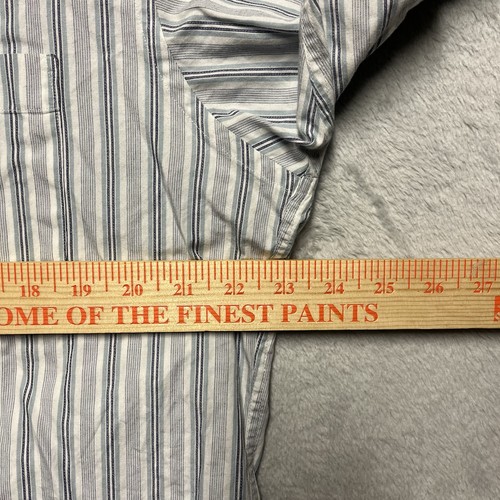 18 19 20 21 22 23 24 25 26 27
OME OF THE FINEST PAINTS